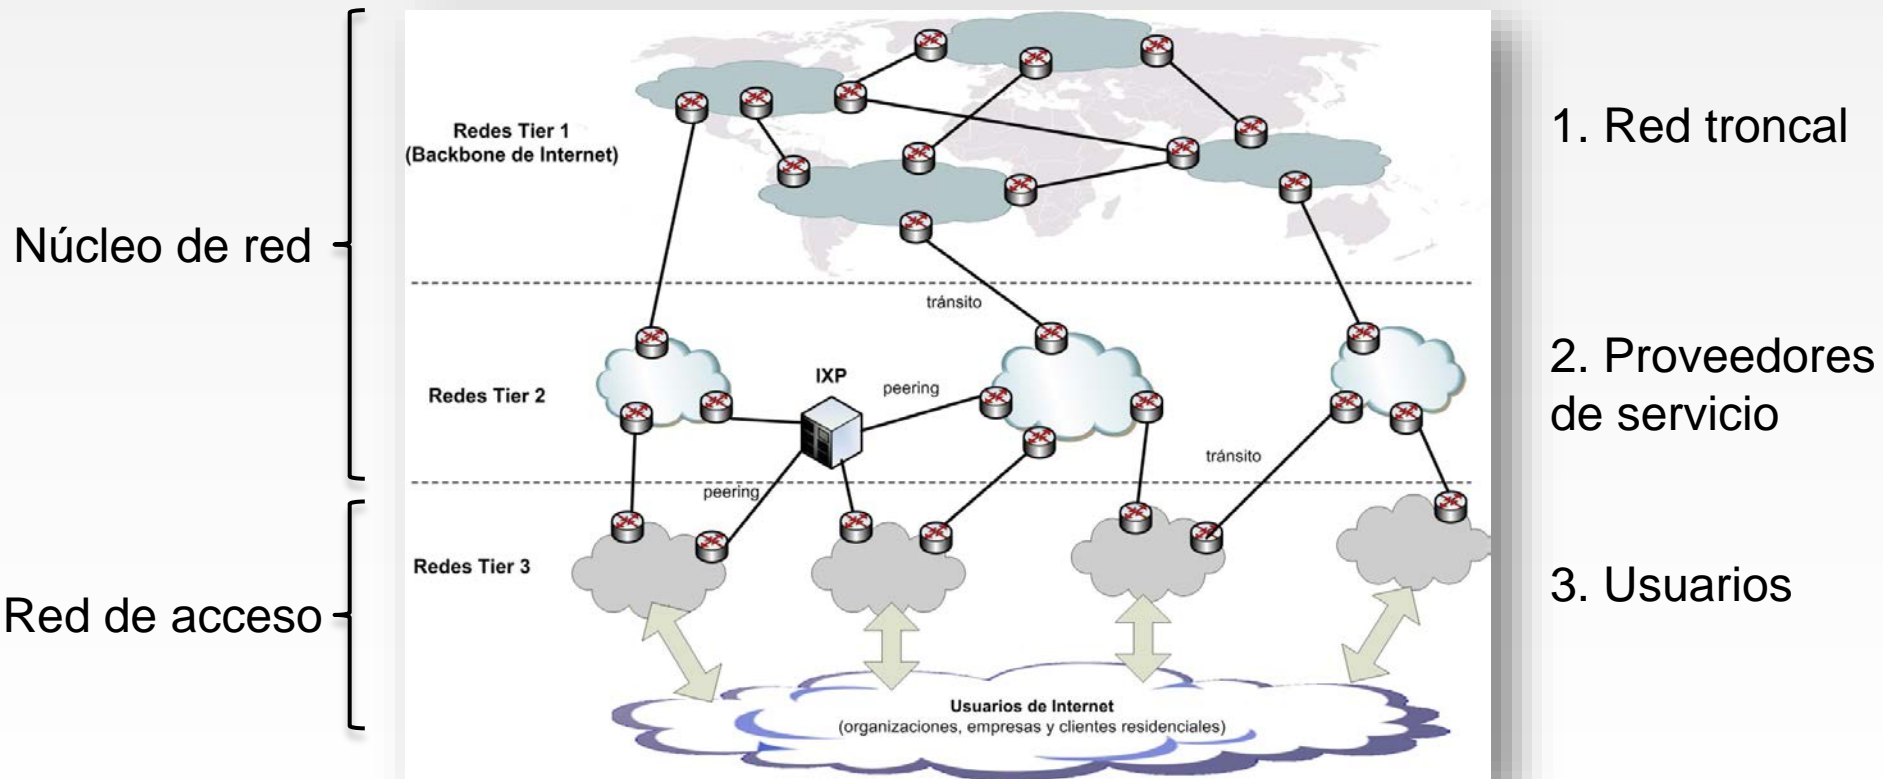 Núcleo de red
Red de acceso
Redes Tier 1
(Backbone de Internet)
tránsito
Redes Tier 2
IXP
peering
tránsito
peering
Redes Tier 3
Usuarios de Internet
(organizaciones, empresas y clientes residenciales)
1. Red troncal
2. Proveedores
de servicio
3. Usuarios